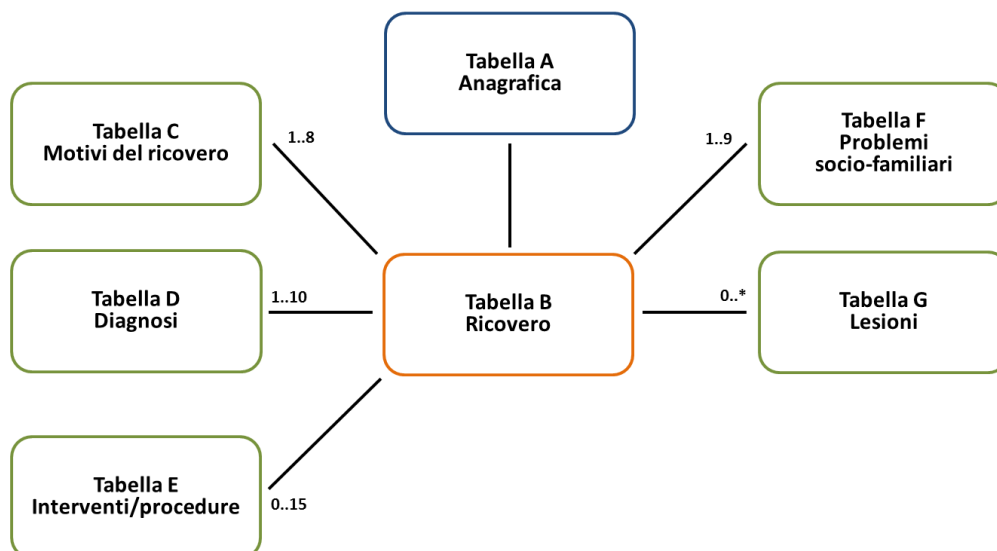 Tabella A
Anagrafica
Tabella C
Motivi del ricovero
1..8
1..9
Tabella F
Problemi
socio-familiari
Tabella D
Diagnosi
1..10
Tabella B
Ricovero
0..*
Tabella G
Lesioni
Tabella E
Interventi/procedure
0..15